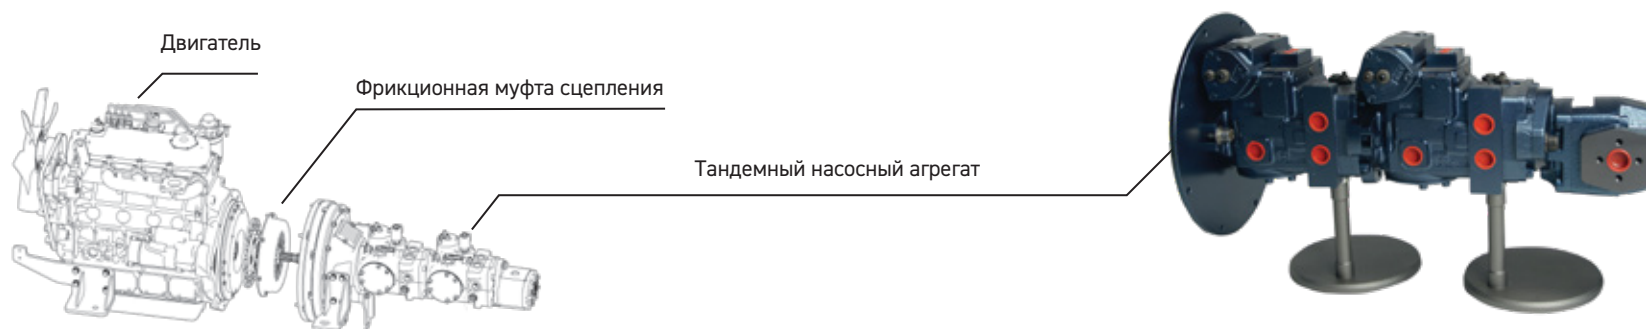 Двигатель
Фрикционная муфта сцепления
Тандемный насосный агрегат